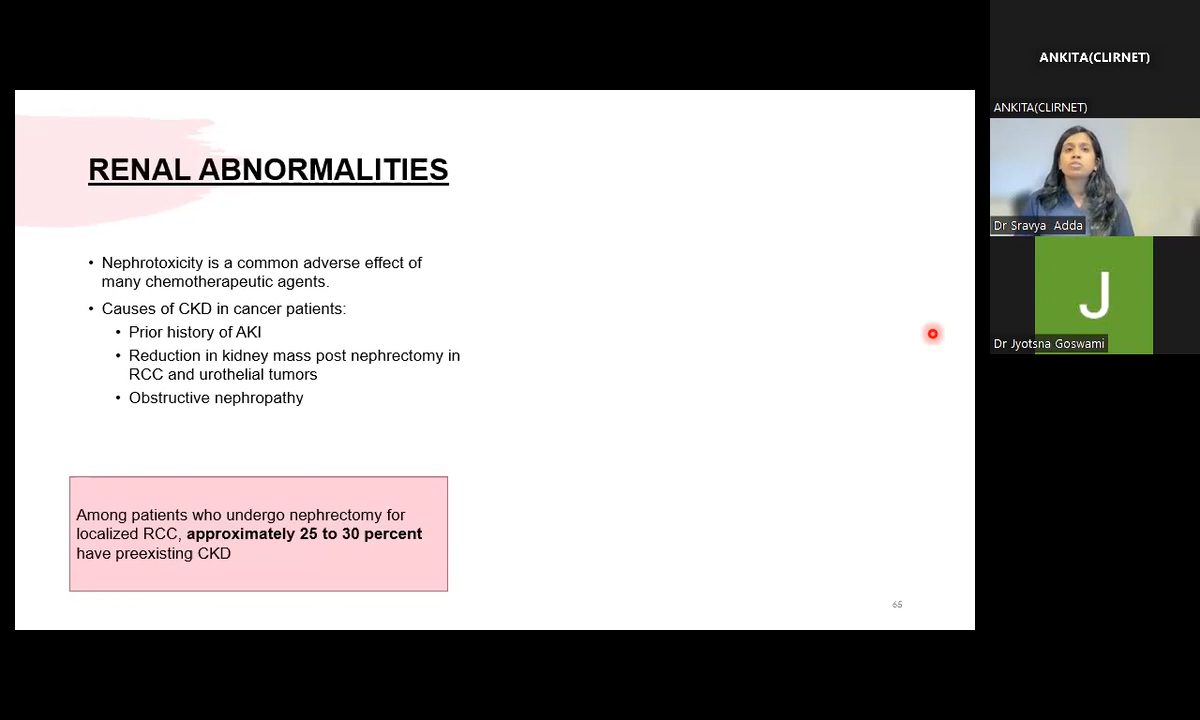 RENAL ABNORMALITIES
• Nephrotoxicity is a common adverse effect of
many chemotherapeutic agents.
• Causes of CKD in cancer patients:
• Prior history of AKI
• Reduction in kidney mass post nephrectomy in
RCC and urothelial tumors
• Obstructive nephropathy
Among patients who undergo nephrectomy for
localized RCC, approximately 25 to 30 percent
have preexisting CKD
65
ANKITA(CLIRNET)
ANKITA(CLIRNET)
Dr Sravya Adda
J
Dr Jyotsna Goswami